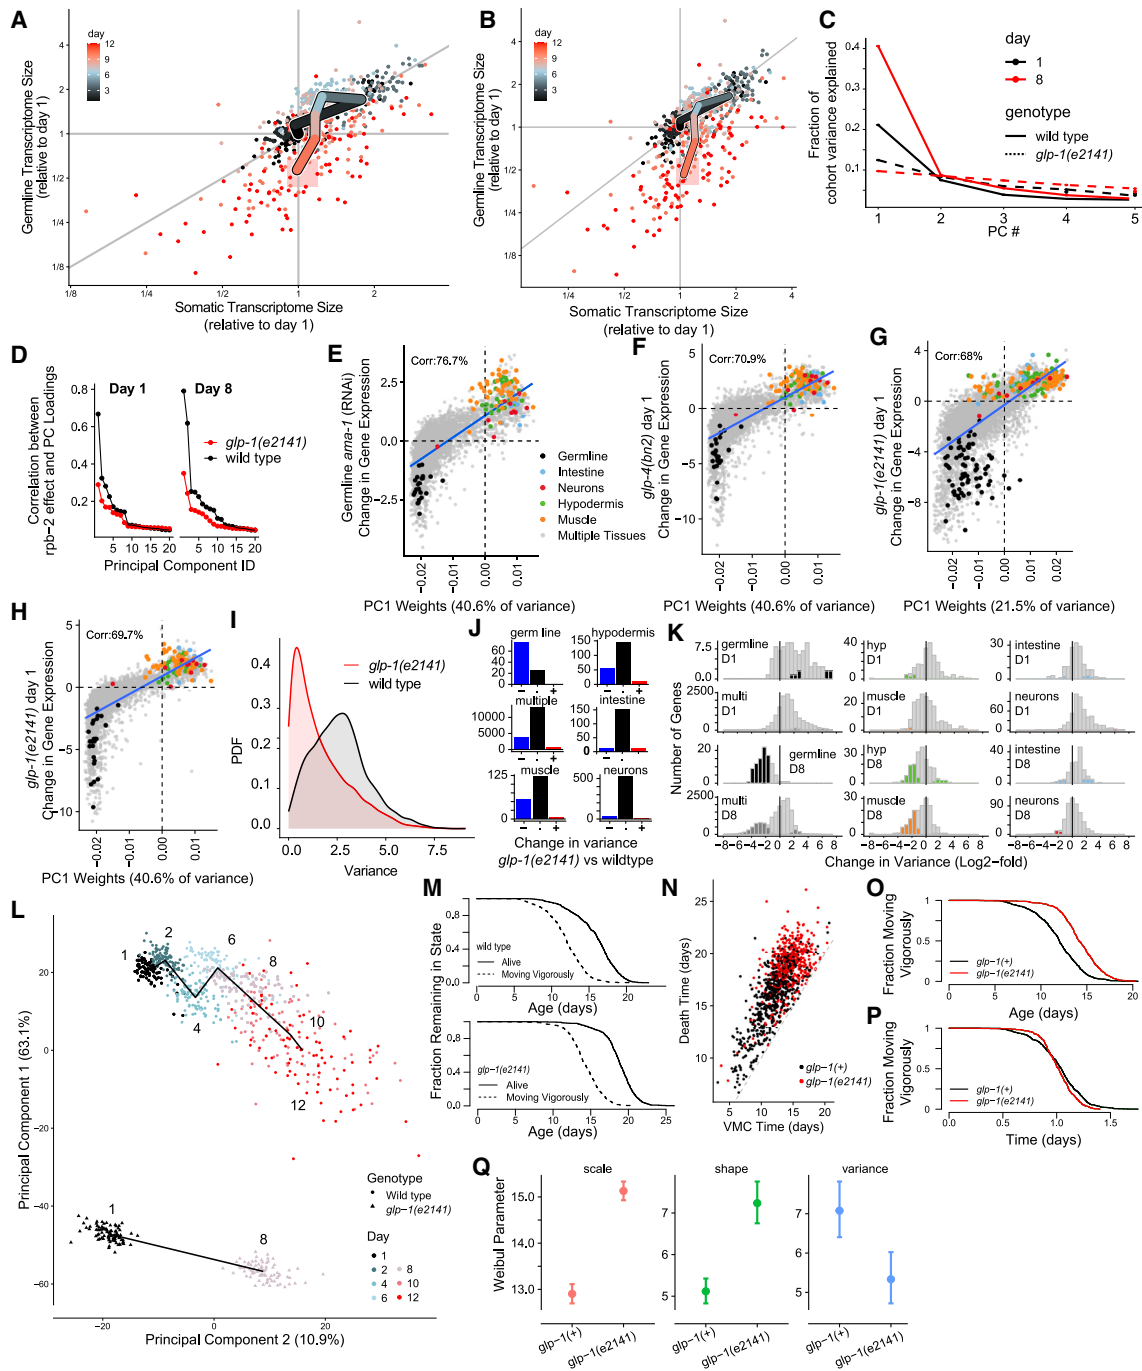 A
day
12
9
6
3
4
2
1
1/2
1/4
1/8
Germline Transcriptome Size
(relative to day 1)
1/8
1/4
1/2
1
2
Somatic Transcriptome Size
(relative to day 1)
B
day
12
9
6
3
4
2
1
1/2
1/4
1/8
Germline Transcriptome Size
(relative to day 1)
1/4
1/2
1
2
4
Somatic Transcriptome Size
(relative to day 1)
C
Fraction of
cohort variance explained
0.4
0.3
0.2
0.1
1
2
3
4
5
PC #
day
1
8
genotype
wild type
glp-1(e2141)
D
Correlation between
rpb-2 effect and PC Loadings
0.8
0.6
0.4
0.2
0.0
Day 1
Day 8
glp-1(e2141)
wild type
5 10 15 20
5 10 15 20
Principal Component ID
E
Corr:76.7%
Germline ama-1 (RNAi)
Change in Gene Expression
2.5
0.0
−2.5
−0.02
−0.01
0.00
0.01
PC1 Weights (40.6% of variance)
Germline
Intestine
Neurons
Hypodermis
Muscle
Multiple Tissues
F
Corr:70.9%
glp-4(bn2) day 1
Change in Gene Expression
5
0
−5
−10
−0.02
−0.01
0.00
0.01
PC1 Weights (40.6% of variance)
G
Corr:68%
glp-1(e2141) day 1
Change in Gene Expression
4
0
−4
−8
−0.02
−0.01
0.00
0.01
0.02
PC1 Weights (21.5% of variance)
H
Corr:69.7%
glp-1(e2141) day 1
Change in Gene Expression
5
0
−5
−10
−0.02
−0.01
0.00
0.01
PC1 Weights (40.6% of variance)
I
PDF
0.4
0.3
0.2
0.1
0.0
glp-1(e2141)
wild type
0.0
2.5
5.0
7.5
Variance
J
germ line
60
40
20
0
− . +
hypodermis
150
100
50
0
− . +
multiple
10000
5000
0
− . +
intestine
150
100
50
0
− . +
muscle
125
0
− . +
neurons
500
0
− . +
Change in variance
glp-1(e2141) vs wildtype
K
Number of Genes
germline
D1
7.5
0.0
hyp
D1
40
0
intestine
D1
30
0
multi
D1
2500
0
muscle
D1
30
0
neurons
D1
60
0
germline
D8
20
10
0
hyp
D8
30
0
intestine
D8
40
0
multi
D8
2500
0
muscle
D8
30
0
neurons
D8
90
0
−8−6−4−2 0 2 4 6 8
−8−6−4−2 0 2 4 6 8
−8−6−4−2 0 2 4 6 8
Change in Variance (Log2−fold)
L
Principal Component 1 (63.1%)
20
0
−20
−40
−60
1
2
4
6
8
10
12
1
8
Genotype
Wild type
glp−1(e2141)
Day
1
2
4
6
8
10
12
−20
0
20
Principal Component 2 (10.9%)
M
Fraction Remaining in State
1.0
0.8
0.4
0.0
wild type
Alive
Moving Vigorously
0 5 10 15 20 25
Age (days)
1.0
0.8
0.4
0.0
glp−1(e2141)
Alive
Moving Vigorously
0 5 10 15 20 25
Age (days)
N
Death Time (days)
25
20
15
10
glp−1(+)
glp−1(e2141)
5 10 15 20
VMC Time (days)
O
Fraction Moving
Vigorously
1
0.8
0.4
0
glp−1(+)
glp−1(e2141)
0 5 10 15 20
Age (days)
P
Fraction Moving
Vigorously
1
0.8
0.4
0
glp−1(+)
glp−1(e2141)
0.0 0.5 1.0 1.5
Time (days)
Q
Weibul Parameter
scale
15.0
14.0
13.0
shape
7
6
5
variance
7
6
5
glp−1(+)
glp−1(e2141)
glp−1(+)
glp−1(e2141)
glp−1(+)
glp−1(e2141)